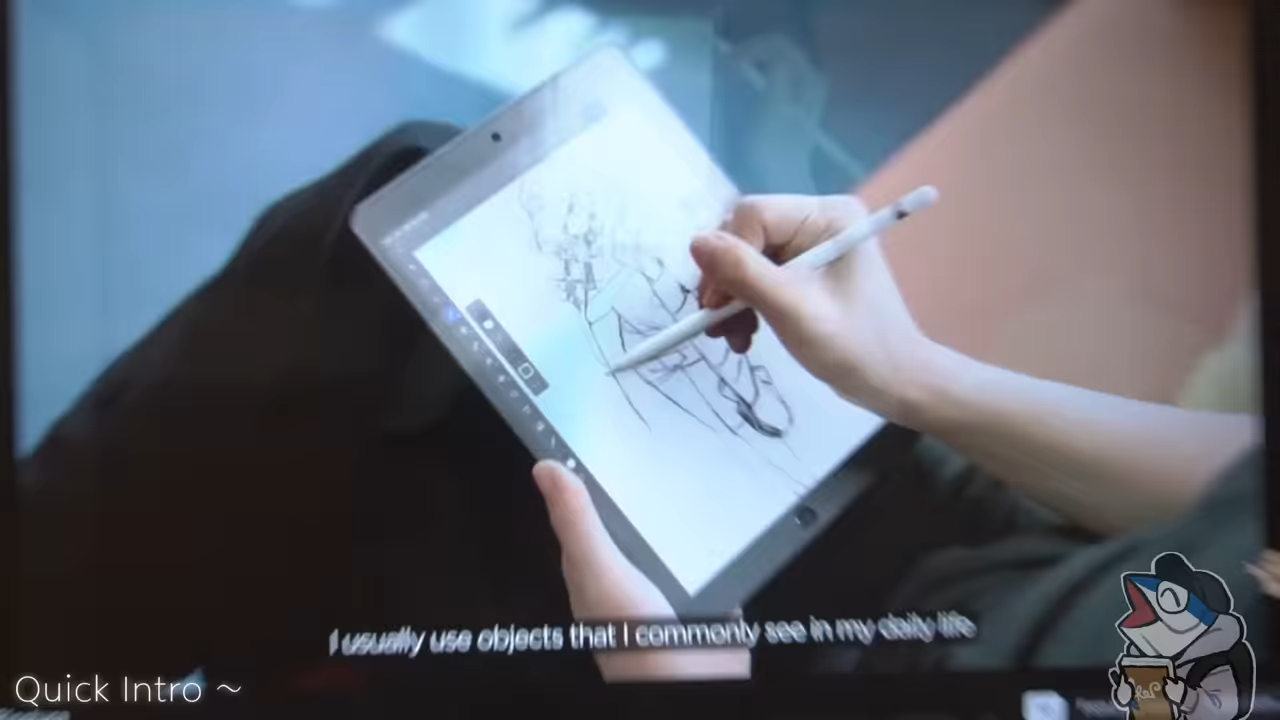 I usually use objects that I commonly see in my daily life
Quick Intro ~